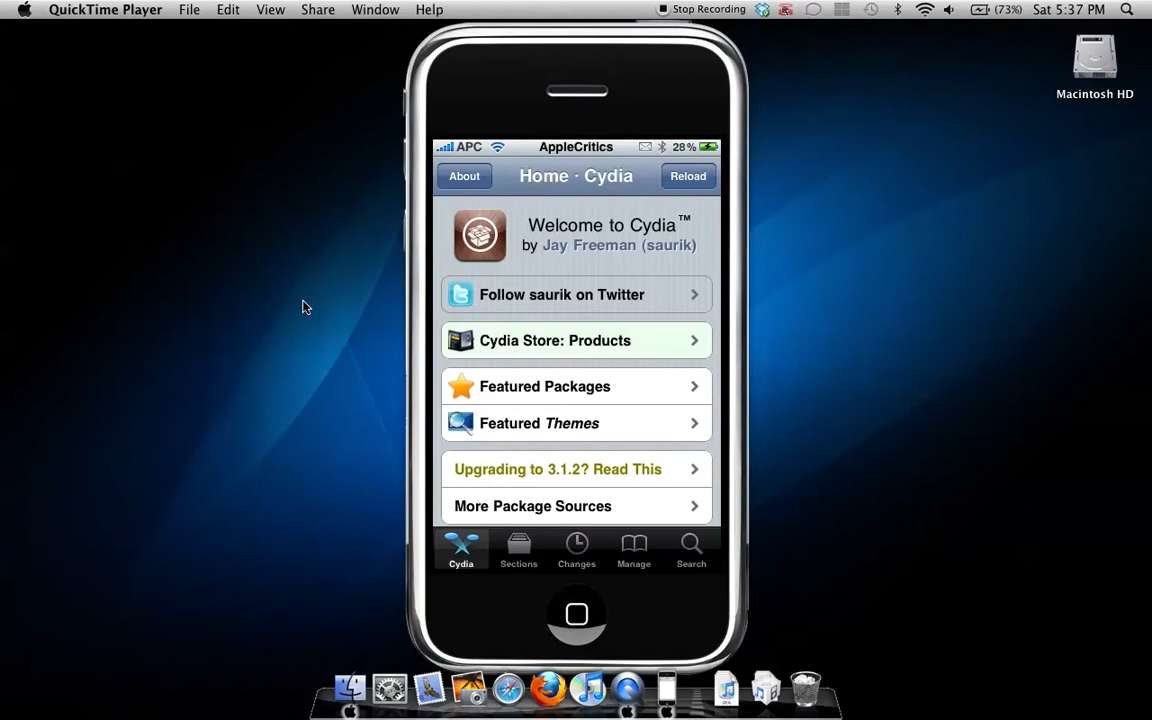 QuickTime Player File Edit View Share Window Help Stop Recording (73%) Sat 5:37 PM
Macintosh HD
APC AppleCritics 28%
About Home · Cydia Reload
Welcome to Cydia™
by Jay Freeman (saurik)
Follow saurik on Twitter
Cydia Store: Products
Featured Packages
Featured Themes
Upgrading to 3.1.2? Read This
More Package Sources
Cydia Sections Changes Manage Search